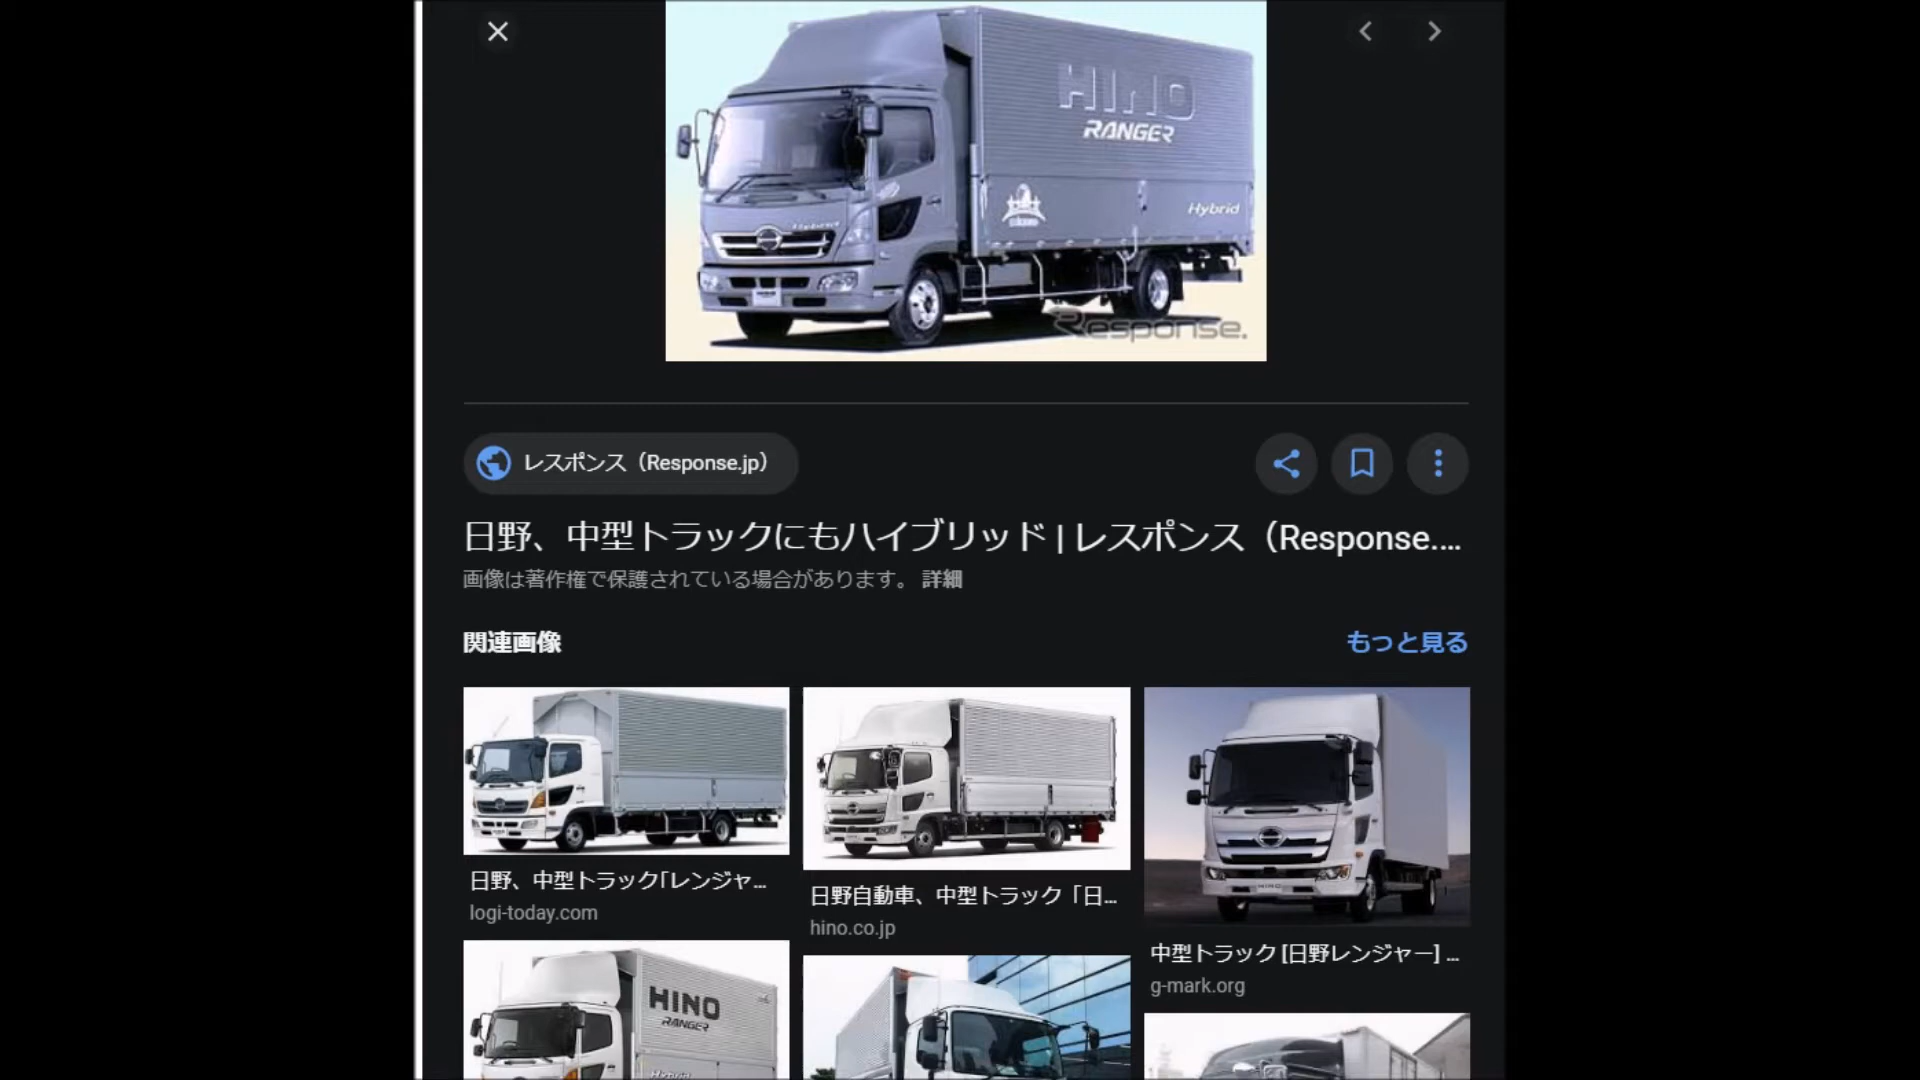 HINO
RANGER
Hybrid
Response.
レスポンス（Response.jp）
日野、中型トラックにもハイブリッド | レスポンス（Response....
画像は著作権で保護されている場合があります。 詳細
関連画像
もっと見る
日野、中型トラック「レンジャ...
logi-today.com
日野自動車、中型トラック「日...
hino.co.jp
HINO
中型トラック [日野レンジャー] ...
g-mark.org
HINO
RANGER
Hybrid